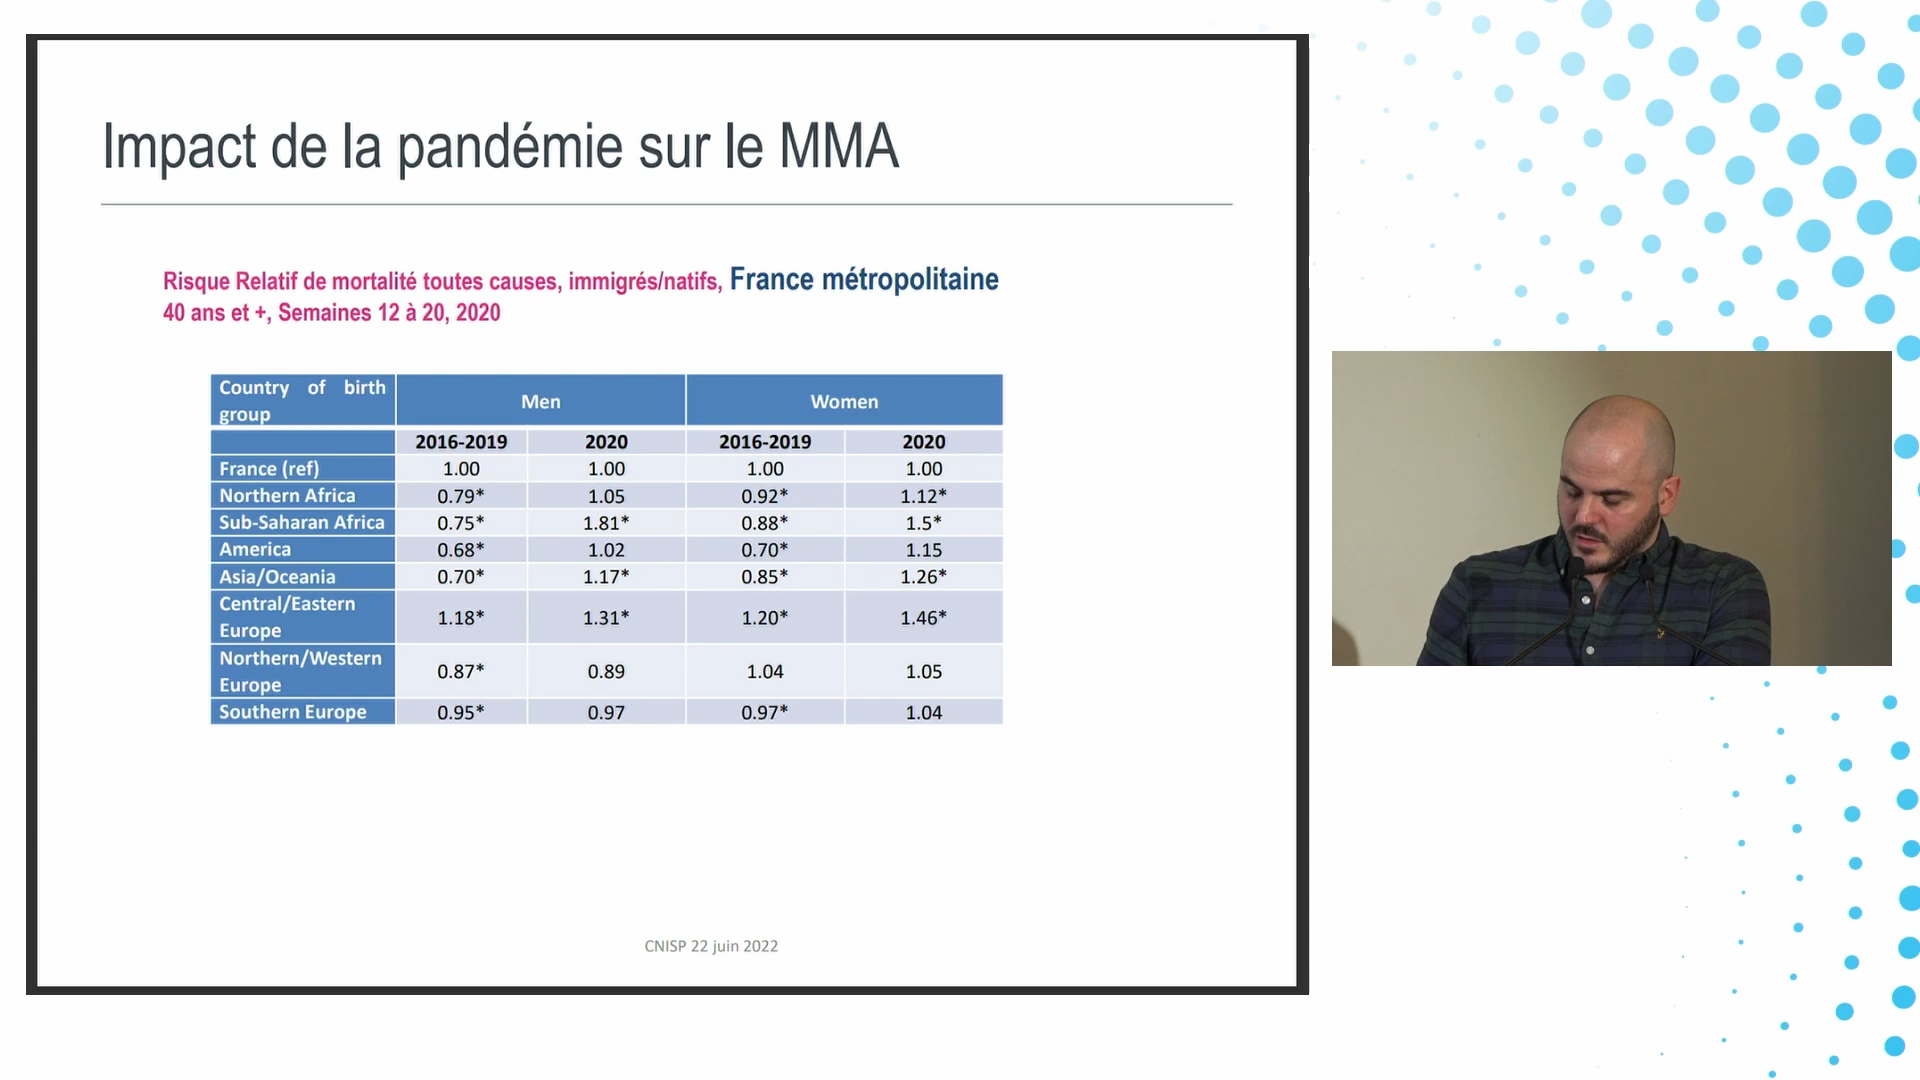 Impact de la pandémie sur le MMA
Risque Relatif de mortalité toutes causes, immigrés/natifs, France métropolitaine
40 ans et +, Semaines 12 à 20, 2020
Country of birth group Men Women
2016-2019 2020 2016-2019 2020
France (ref) 1.00 1.00 1.00 1.00
Northern Africa 0.79* 1.05 0.92* 1.12*
Sub-Saharan Africa 0.75* 1.81* 0.88* 1.5*
America 0.68* 1.02 0.70* 1.15
Asia/Oceania 0.70* 1.17* 0.85* 1.26*
Central/Eastern Europe 1.18* 1.31* 1.20* 1.46*
Northern/Western Europe 0.87* 0.89 1.04 1.05
Southern Europe 0.95* 0.97 0.97* 1.04
CNISP 22 juin 2022